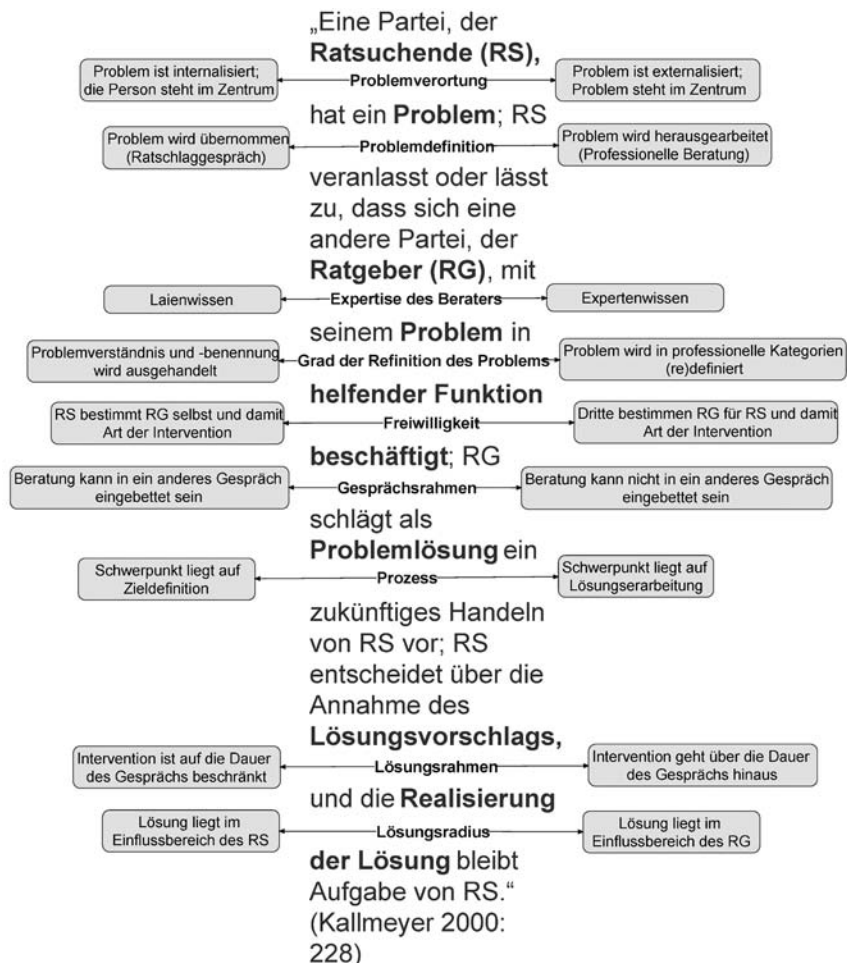 „Eine Partei, der
Ratsuchende (RS),
Problem ist internalisiert;
die Person steht im Zentrum
Problemverortung
Problem ist externalisiert;
Problem steht im Zentrum
hat ein Problem; RS
Problem wird übernommen
(Ratschlaggespräch)
Problemdefinition
Problem wird herausgearbeitet
(Professionelle Beratung)
veranlasst oder lässt
zu, dass sich eine
andere Partei, der
Ratgeber (RG), mit
Laienwissen
Expertise des Beraters
Expertenwissen
seinem Problem in
Problemverständnis und -benennung
wird ausgehandelt
Grad der Refinition des Problems
Problem wird in professionelle Kategorien
(re)definiert
helfender Funktion
RS bestimmt RG selbst und damit
Art der Intervention
Freiwilligkeit
Dritte bestimmen RG für RS und damit
Art der Intervention
beschäftigt; RG
Beratung kann in ein anderes Gespräch
eingebettet sein
Gesprächsrahmen
Beratung kann nicht in ein anderes Gespräch
eingebettet sein
schlägt als
Problemlösung ein
Schwerpunkt liegt auf
Zieldefinition
Prozess
Schwerpunkt liegt auf
Lösungserarbeitung
zukünftiges Handeln
von RS vor; RS
entscheidet über die
Annahme des
Lösungsvorschlags,
Intervention ist auf die Dauer
des Gesprächs beschränkt
Lösungsrahmen
Intervention geht über die Dauer
des Gesprächs hinaus
und die Realisierung
Lösung liegt im
Einflussbereich des RS
Lösungsradius
Lösung liegt im
Einflussbereich des RG
der Lösung bleibt
Aufgabe von RS.“
(Kallmeyer 2000:
228)